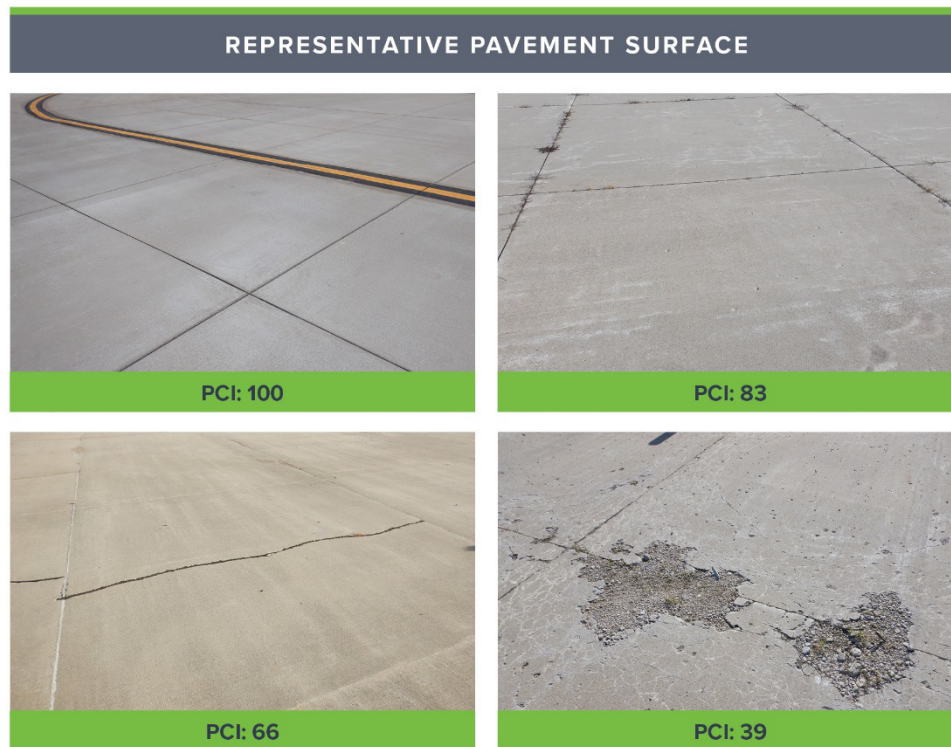 REPRESENTATIVE PAVEMENT SURFACE
PCI: 100
PCI: 83
PCI: 66
PCI: 39